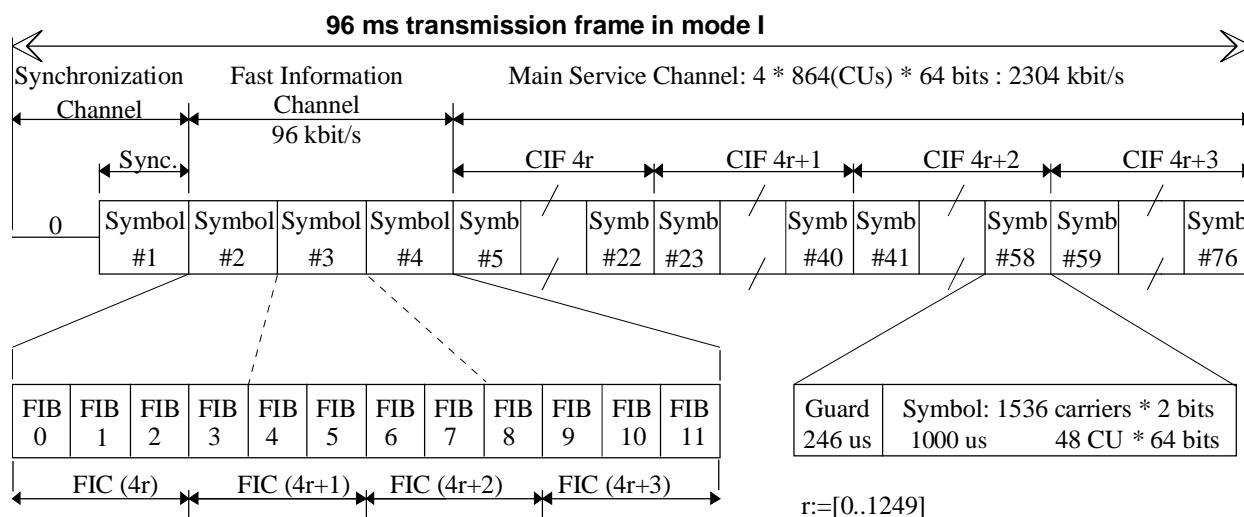 96 ms transmission frame in mode I
Synchronization
Channel
Fast Information
Channel
96 kbit/s
Main Service Channel: 4 * 864(CUs) * 64 bits : 2304 kbit/s
Sync.
CIF 4r
CIF 4r+1
CIF 4r+2
CIF 4r+3
0
Symbol
#1
Symbol
#2
Symbol
#3
Symbol
#4
Symb
#5
Symb
#22
Symb
#23
Symb
#40
Symb
#41
Symb
#58
Symb
#59
Symb
#76
FIB
0
FIB
1
FIB
2
FIB
3
FIB
4
FIB
5
FIB
6
FIB
7
FIB
8
FIB
9
FIB
10
FIB
11
Guard
246 us
Symbol: 1536 carriers * 2 bits
1000 us
48 CU * 64 bits
FIC (4r)
FIC (4r+1)
FIC (4r+2)
FIC (4r+3)
r:=[0..1249]